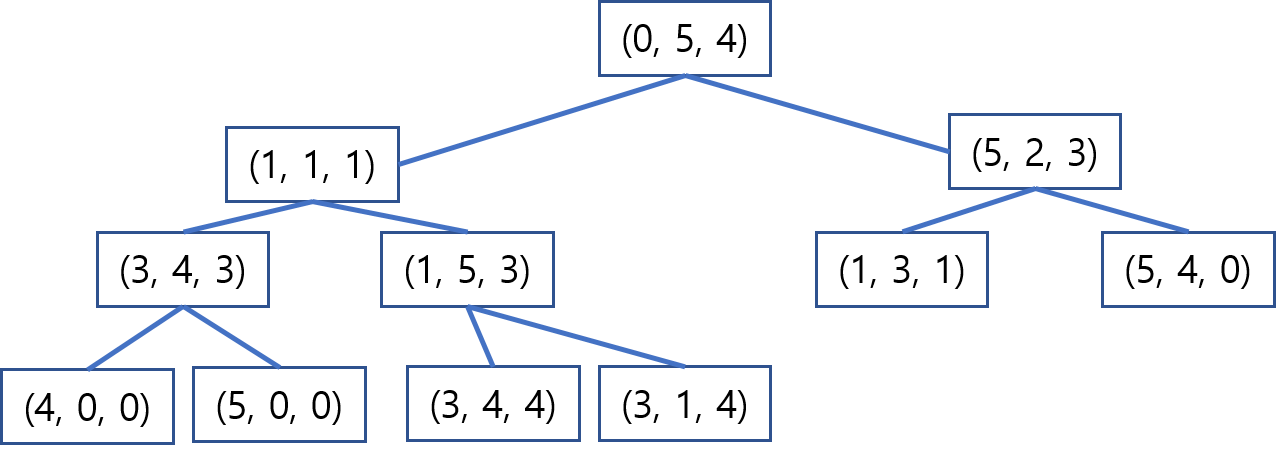 (0, 5, 4)
(1, 1, 1)
(5, 2, 3)
(3, 4, 3)
(1, 5, 3)
(1, 3, 1)
(5, 4, 0)
(4, 0, 0)
(5, 0, 0)
(3, 4, 4)
(3, 1, 4)